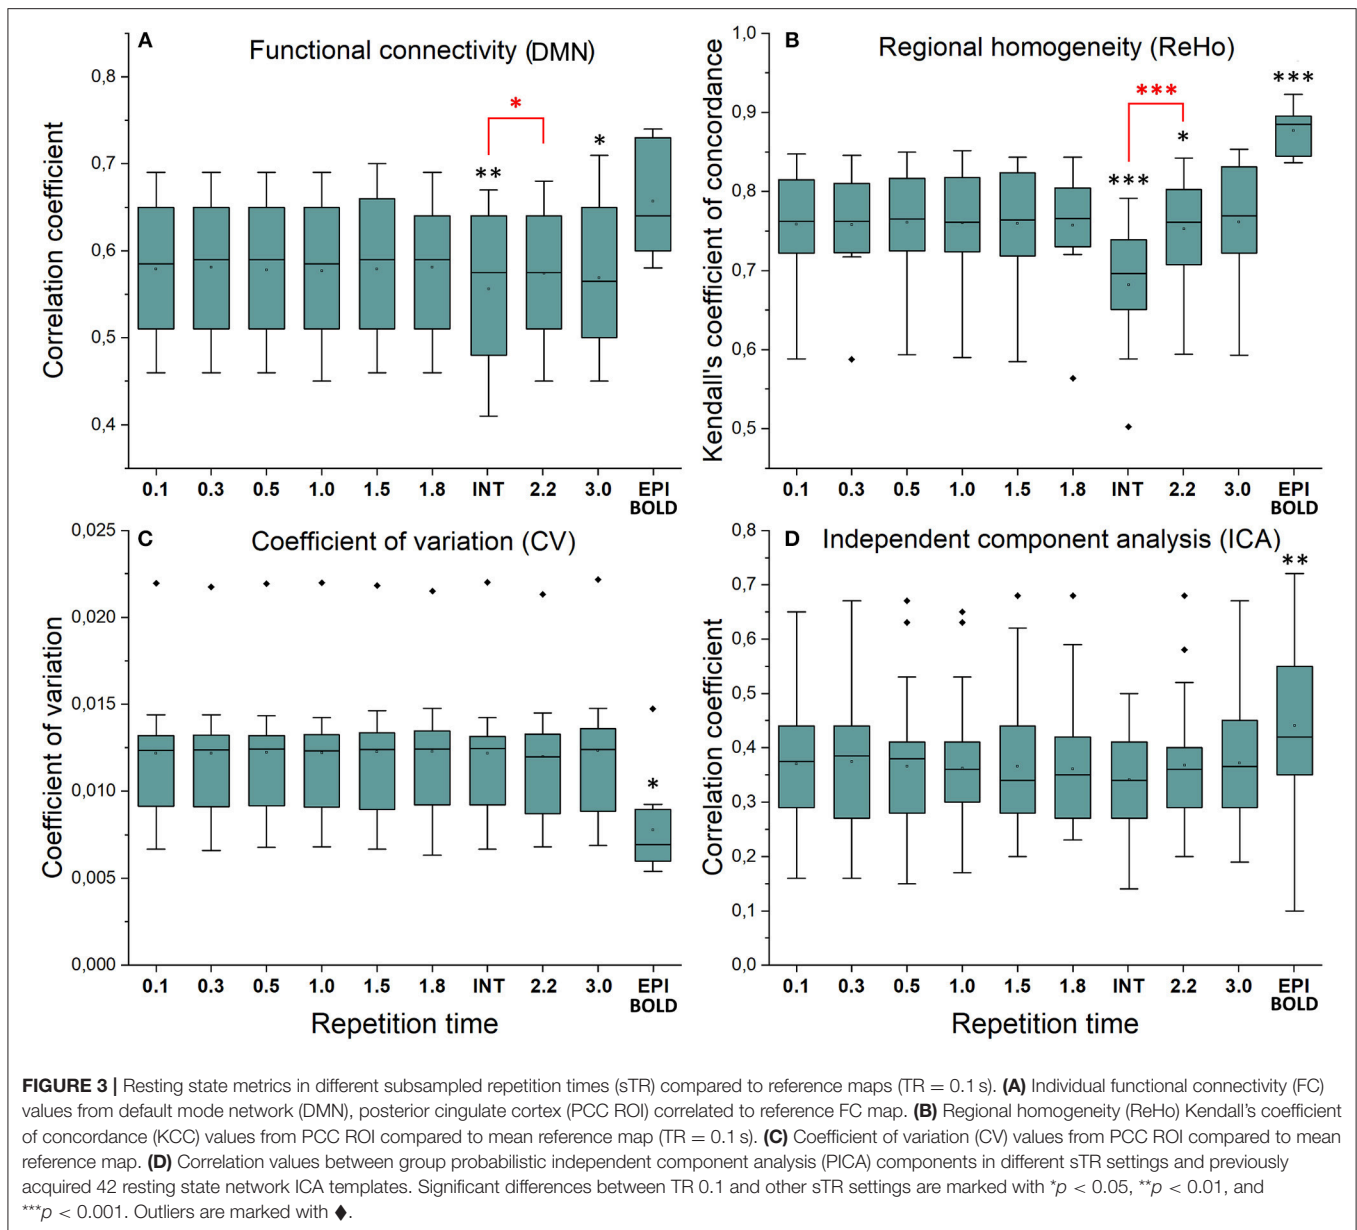 A Functional connectivity (DMN)
Correlation coefficient
0,8
0,7
0,6
0,5
0,4
*
**
*
0.1 0.3 0.5 1.0 1.5 1.8 INT 2.2 3.0 EPI BOLD
B Regional homogeneity (ReHo)
Kendall's coefficient of concordance
1,0
0,9
0,8
0,7
0,6
0,5
***
***
*
***
0.1 0.3 0.5 1.0 1.5 1.8 INT 2.2 3.0 EPI BOLD
C Coefficient of variation (CV)
Coefficient of variation
0,025
0,020
0,015
0,010
0,005
0,000
*
0.1 0.3 0.5 1.0 1.5 1.8 INT 2.2 3.0 EPI BOLD
Repetition time
D Independent component analysis (ICA)
Correlation coefficient
0,8
0,7
0,6
0,5
0,4
0,3
0,2
0,1
0,0
**
0.1 0.3 0.5 1.0 1.5 1.8 INT 2.2 3.0 EPI BOLD
Repetition time
FIGURE 3 | Resting state metrics in different subsampled repetition times (sTR) compared to reference maps (TR = 0.1 s). (A) Individual functional connectivity (FC)
values from default mode network (DMN), posterior cingulate cortex (PCC ROI) correlated to reference FC map. (B) Regional homogeneity (ReHo) Kendall's coefficient
of concordance (KCC) values from PCC ROI compared to mean reference map (TR = 0.1 s). (C) Coefficient of variation (CV) values from PCC ROI compared to mean
reference map. (D) Correlation values between group probabilistic independent component analysis (PICA) components in different sTR settings and previously
acquired 42 resting state network ICA templates. Significant differences between TR 0.1 and other sTR settings are marked with *p < 0.05, **p < 0.01, and
***p < 0.001. Outliers are marked with ◆.